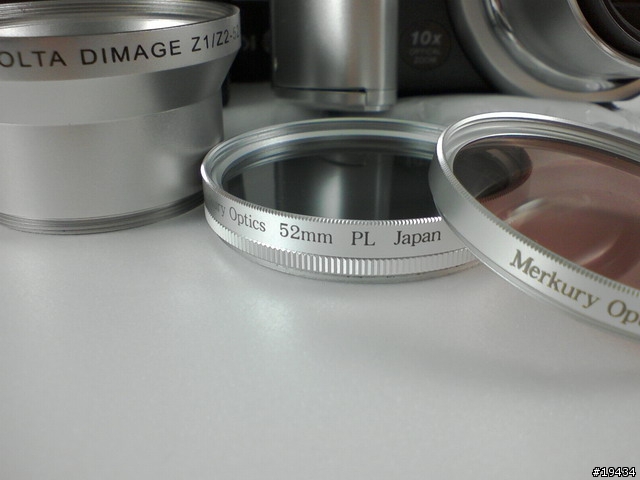 OLTA DIMAGE Z1/Z2-
10x
Optics 52mm PL Japan
Merkury Op
#19434